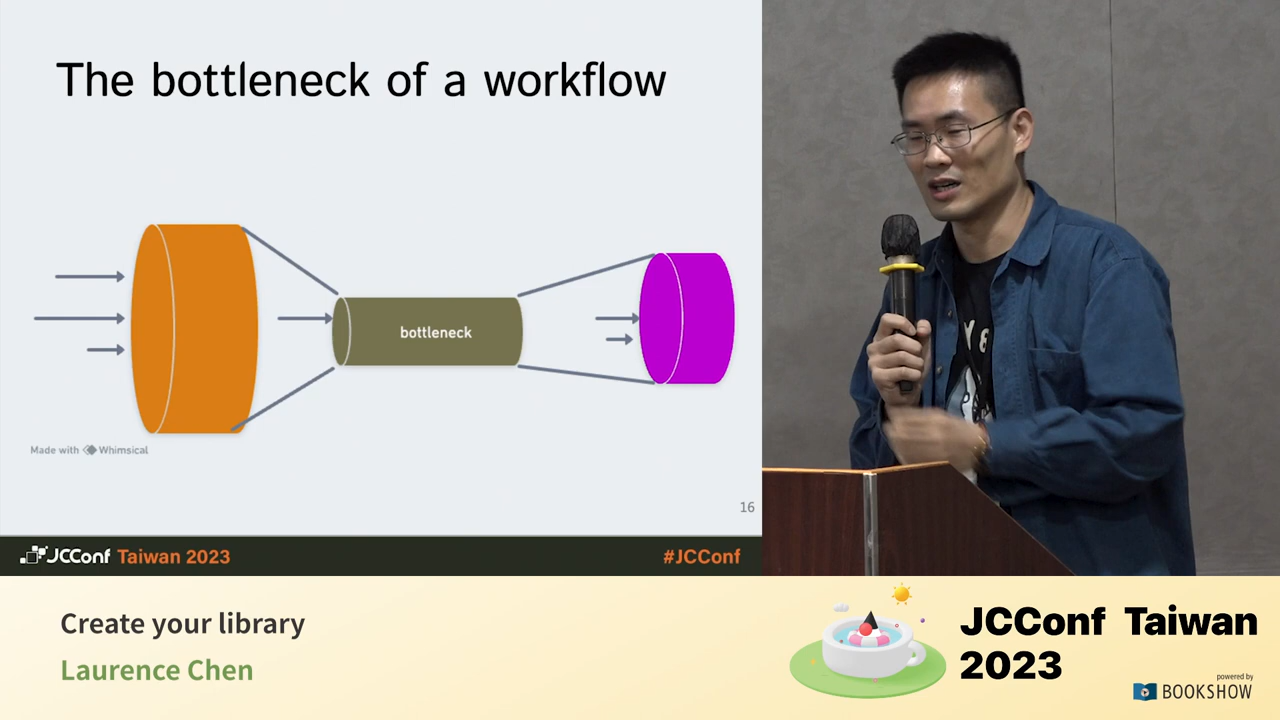 The bottleneck of a workflow
bottleneck
Made with Whimsical
16
JCConf Taiwan 2023
#JCConf
Create your library
Laurence Chen
JCConf Taiwan
2023
powered by
BOOKSHOW